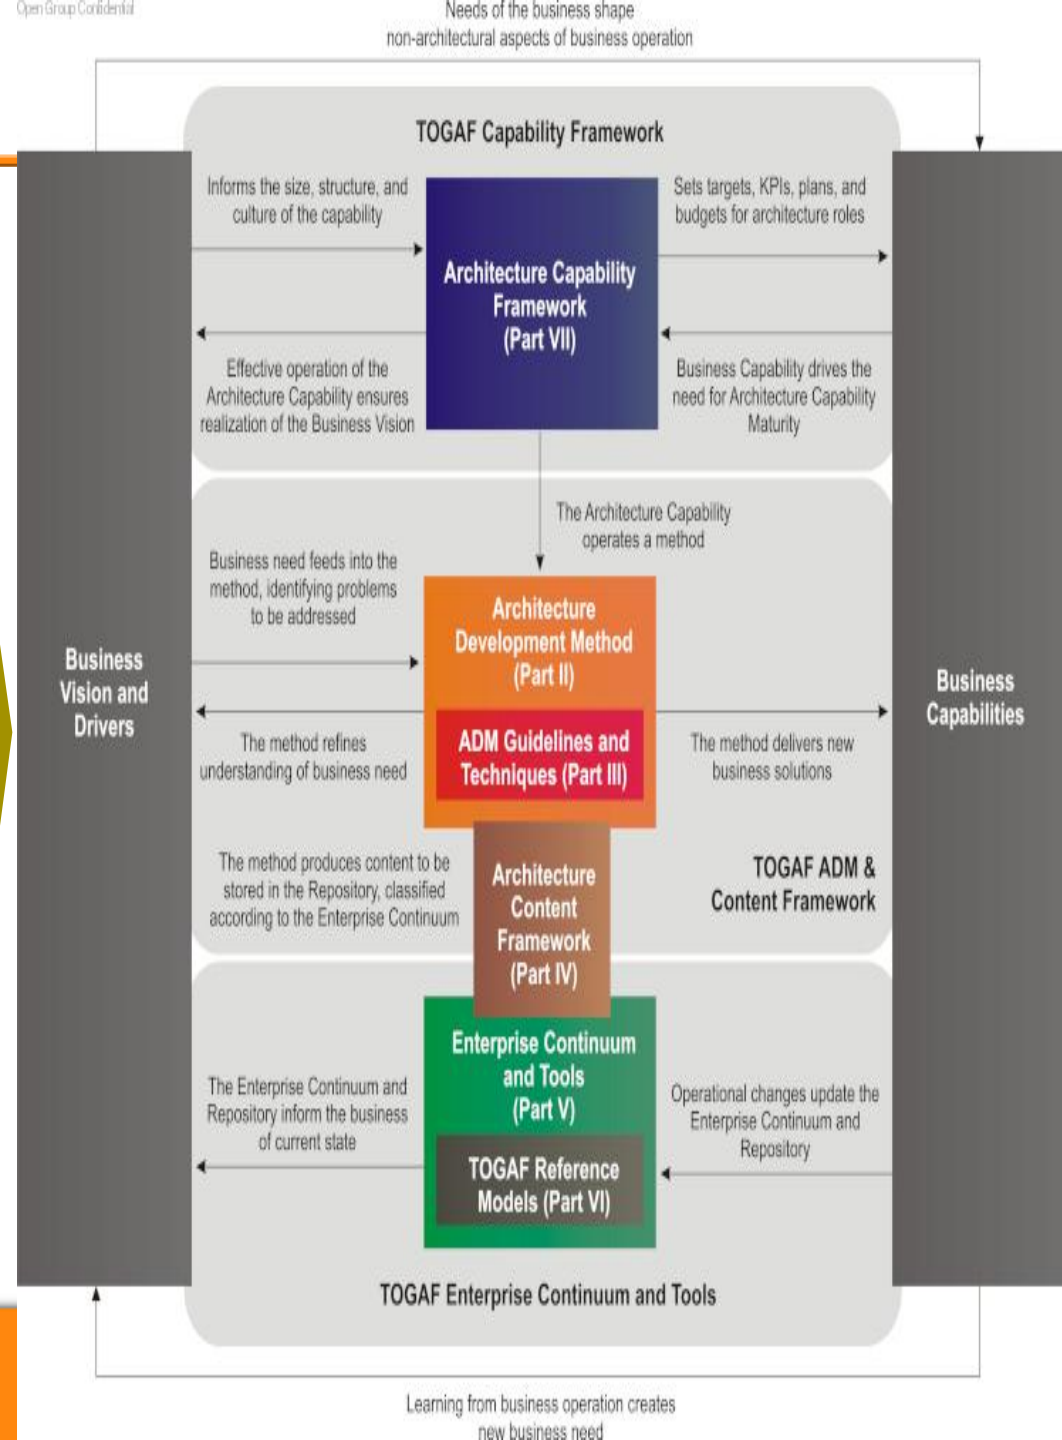 Open Group Confidential
Needs of the business shape
non-architectural aspects of business operation
TOGAF Capability Framework
Informs the size, structure, and
culture of the capability
Architecture Capability
Framework
(Part VII)
Sets targets, KPIs, plans, and
budgets for architecture roles
Effective operation of the
Architecture Capability ensures
realization of the Business Vision
Business Capability drives the
need for Architecture Capability
Maturity
The Architecture Capability
operates a method
Business need feeds into the
method, identifying problems
to be addressed
Architecture
Development Method
(Part II)
Business
Vision and
Drivers
Business
Capabilities
ADM Guidelines and
Techniques (Part III)
The method refines
understanding of business need
The method delivers new
business solutions
The method produces content to be
stored in the Repository, classified
according to the Enterprise Continuum
Architecture
Content
Framework
(Part IV)
TOGAF ADM &
Content Framework
Enterprise Continuum
and Tools
(Part V)
The Enterprise Continuum and
Repository inform the business
of current state
Operational changes update the
Enterprise Continuum and
Repository
TOGAF Reference
Models (Part VI)
TOGAF Enterprise Continuum and Tools
Learning from business operation creates
new business need